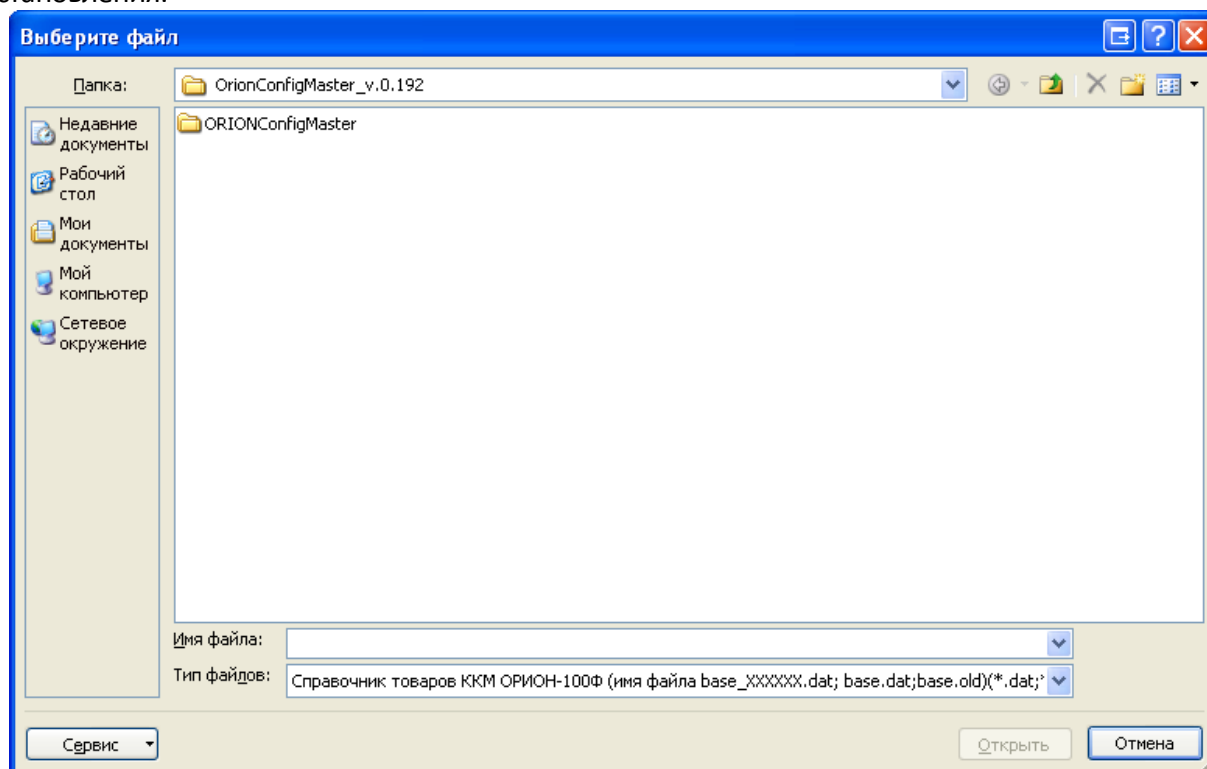 Выберите файл
Папка:
OrionConfigMaster_v.0.192
Недавние
документы
Рабочий
стол
Мои
документы
Мой
компьютер
Сетевое
окружение
ORIONConfigMaster
Имя файла:
Тип файлов:
Справочник товаров ККМ ОРИОН-100Ф (имя файла base_XXXXXX.dat; base.dat;base.old)(*.dat;*
Сервис
Открыть
Отмена